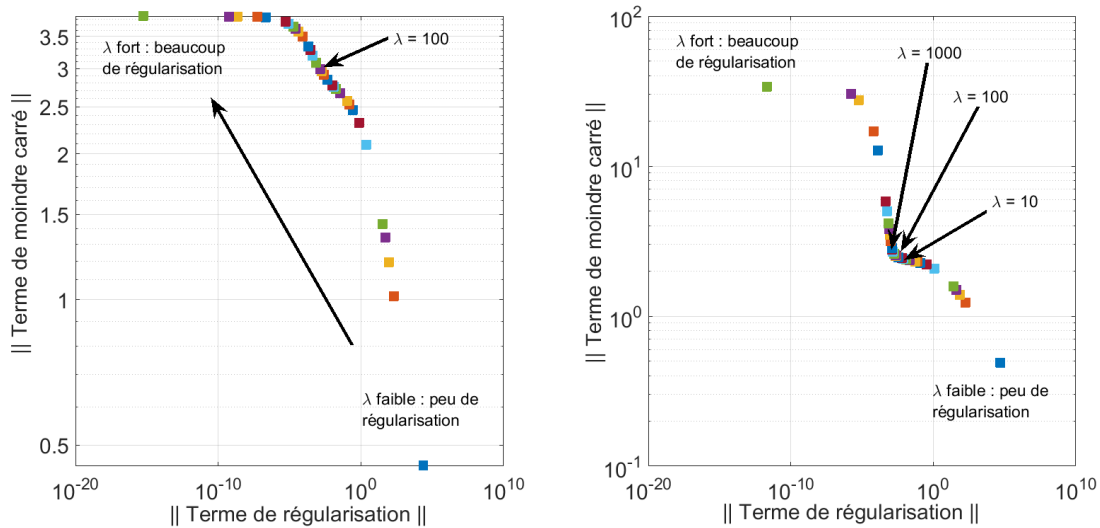 3.5
3
2.5
2
1.5
1
0.5
|| Terme de moindre carré ||
λ fort : beaucoup
de régularisation
λ = 100
λ faible : peu de
régularisation
10^-20
10^-10
10^0
10^10
|| Terme de régularisation ||
10^2
10^1
10^0
10^-1
|| Terme de moindre carré ||
λ fort : beaucoup
de régularisation
λ = 1000
λ = 100
λ = 10
λ faible : peu de
régularisation
10^-20
10^-10
10^0
10^10
|| Terme de régularisation ||